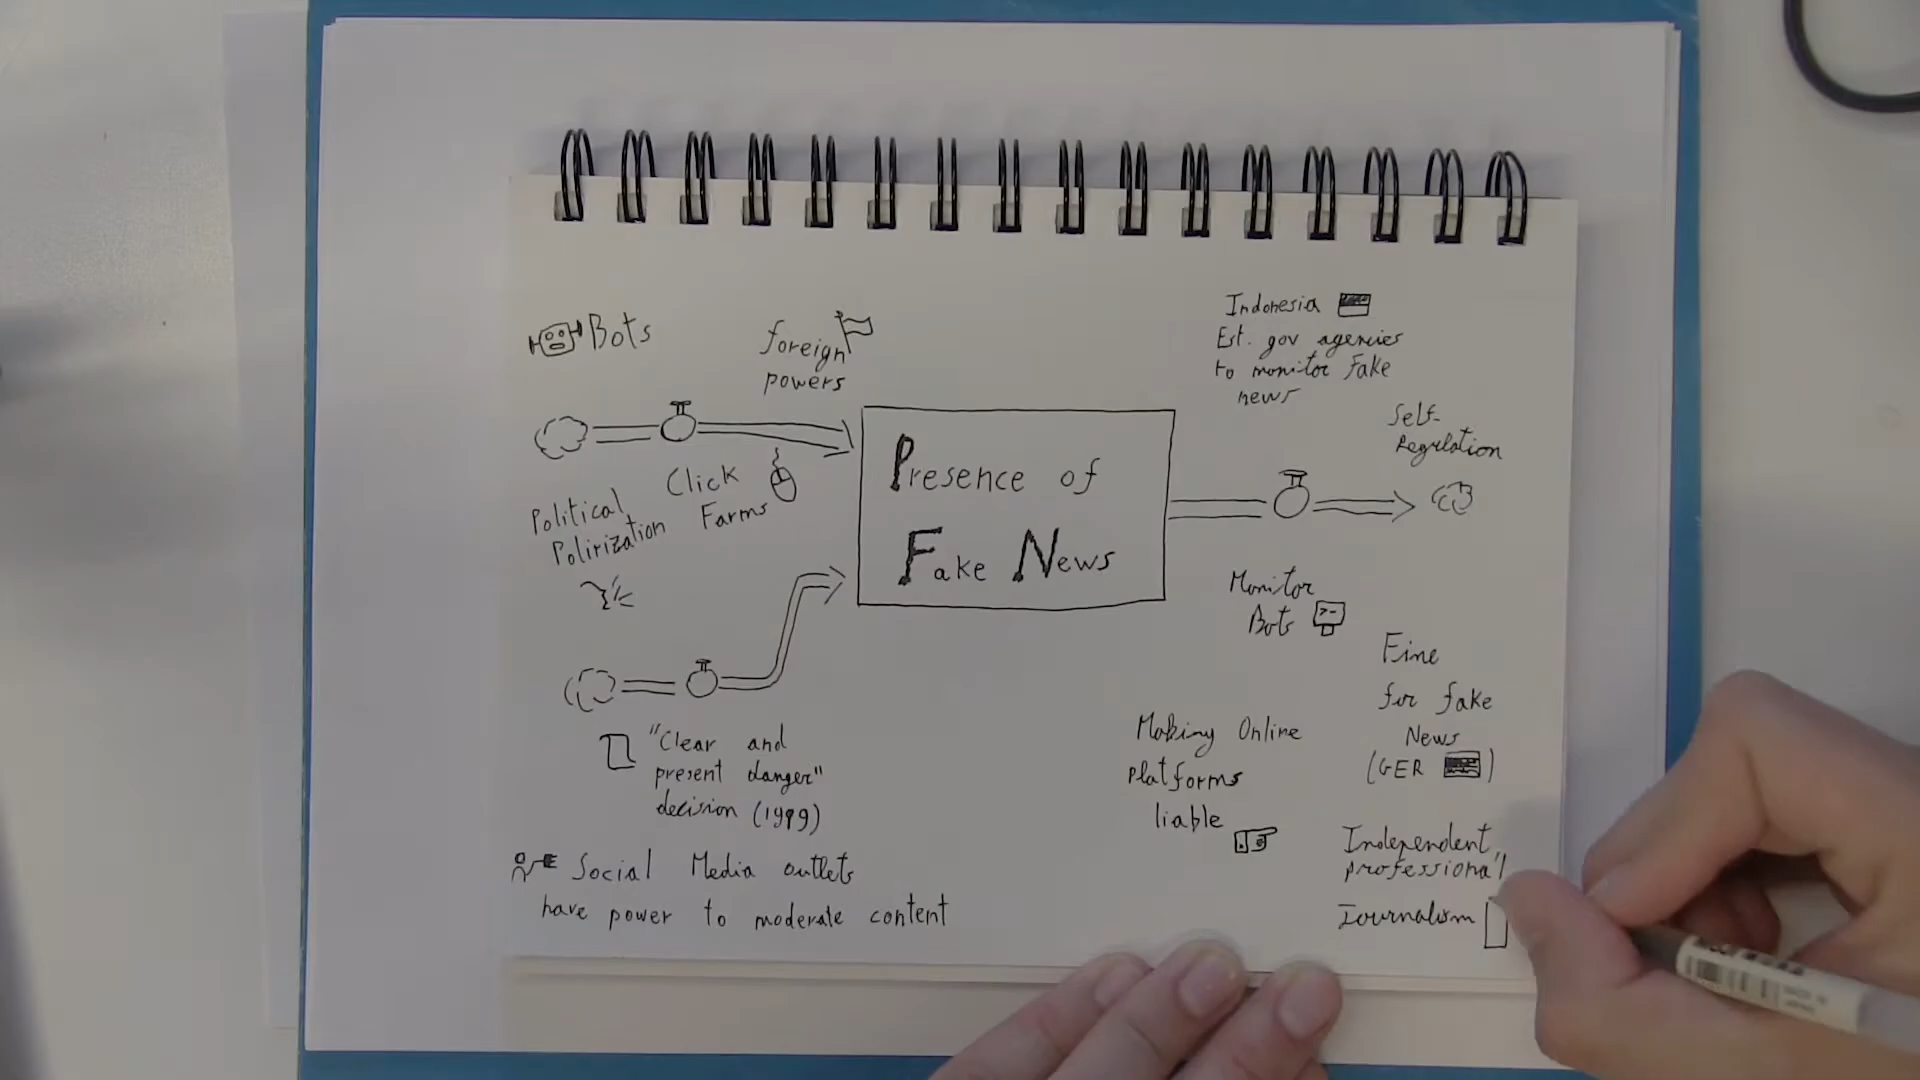 Bots
foreign
powers
Click
Farms
Political
Polirization
"Clear and
present danger"
decision (1999)
Social Media outlets
have power to moderate content
Presence of
Fake News
Indonesia
Est. gov agencies
to monitor Fake
news
Self-
Regulation
Monitor
Bots >-
Fine
for fake
News
(GER)
Making Online
platforms
liable
Independent
professional
Journalism